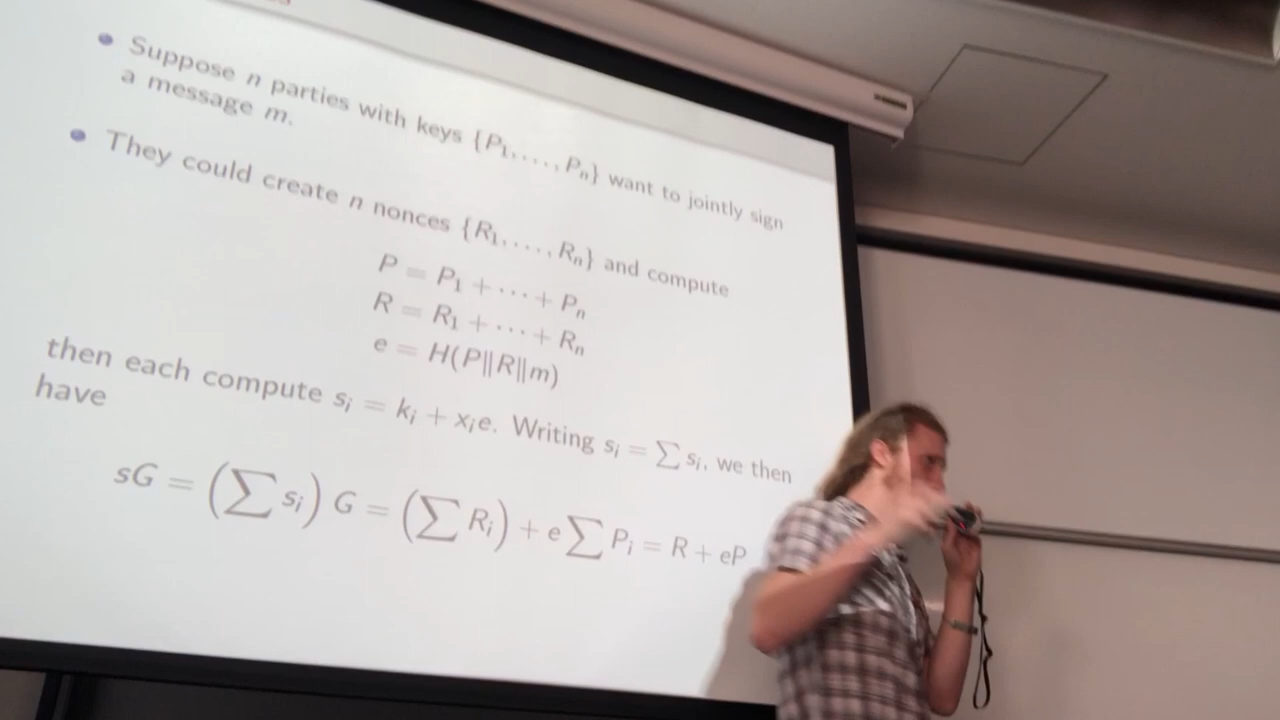 Suppose n parties with keys {P₁, . . . , Pₙ} want to jointly sign
a message m.
They could create n nonces {R₁, . . . , Rₙ} and compute
P = P₁ + ⋯ + Pₙ
R = R₁ + ⋯ + Rₙ
e = H(P‖R‖m)
then each compute sᵢ = kᵢ + xᵢe. Writing sᵢ = ∑ sᵢ, we then
have
sG = (∑ sᵢ) G = (∑ Rᵢ) + e ∑ Pᵢ = R + eP